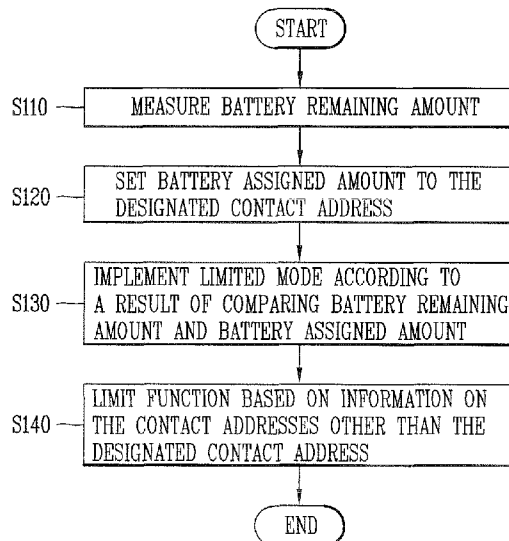 START
S110
MEASURE BATTERY REMAINING AMOUNT
S120
SET BATTERY ASSIGNED AMOUNT TO THE
DESIGNATED CONTACT ADDRESS
S130
IMPLEMENT LIMITED MODE ACCORDING TO
A RESULT OF COMPARING BATTERY REMAINING
AMOUNT AND BATTERY ASSIGNED AMOUNT
S140
LIMIT FUNCTION BASED ON INFORMATION ON
THE CONTACT ADDRESSES OTHER THAN THE
DESIGNATED CONTACT ADDRESS
END